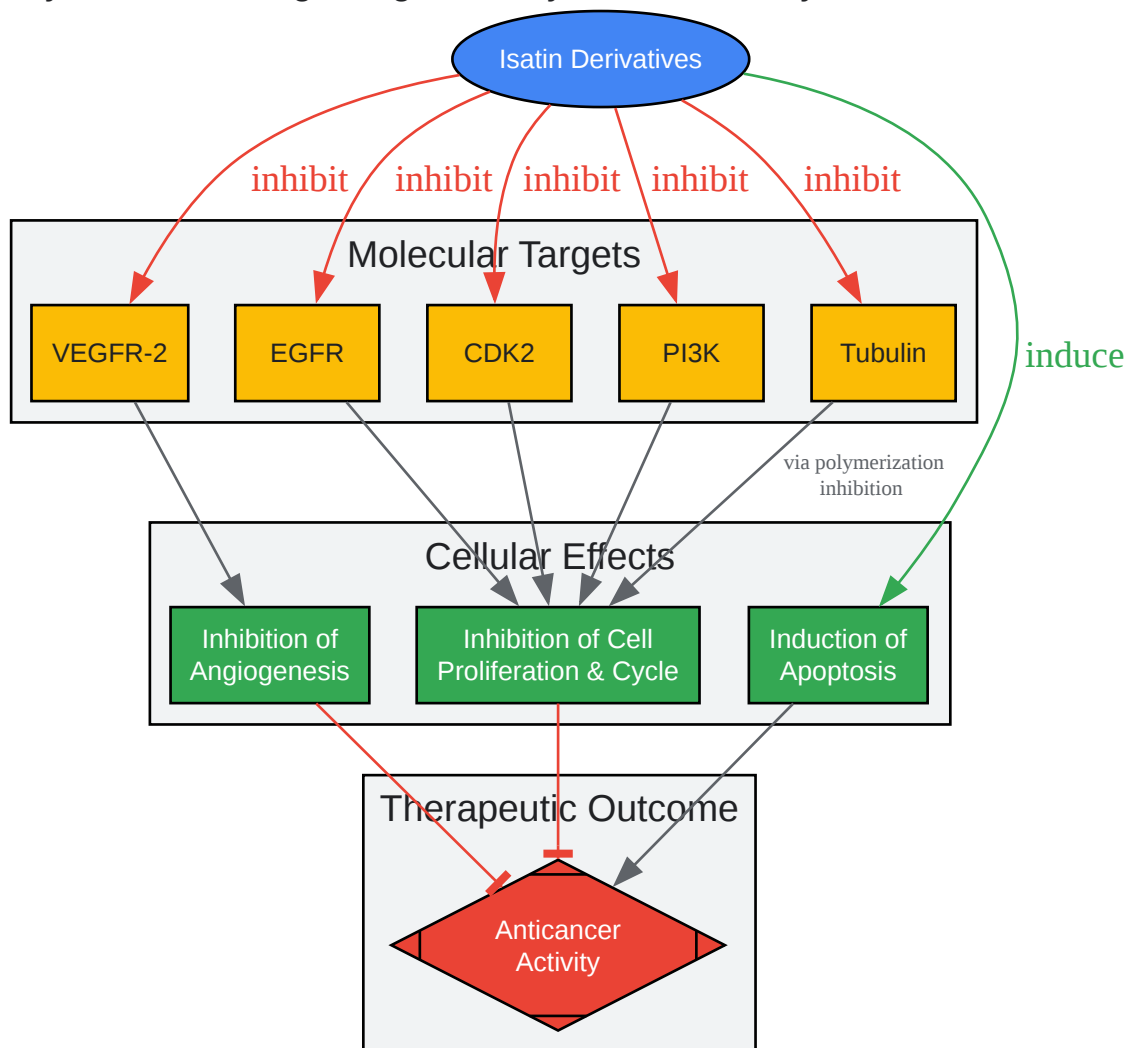 Isatin Derivatives
inhibit
inhibit
inhibit
inhibit
inhibit
Molecular Targets
VEGFR-2
EGFR
CDK2
PI3K
Tubulin
induce
via polymerization
inhibition
Cellular Effects
Inhibition of
Angiogenesis
Inhibition of Cell
Proliferation & Cycle
Induction of
Apoptosis
Therapeutic Outcome
Anticancer
Activity